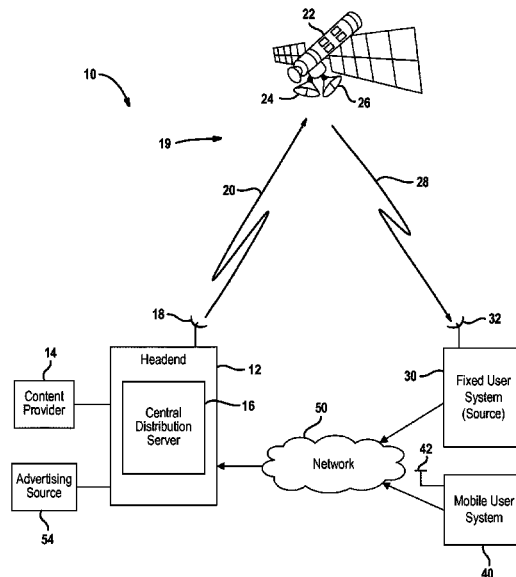 22
10
24
26
19
20
28
18
32
14
Headend
12
30
Content
Provider
16
Central
Distribution
Server
Fixed User
System
(Source)
50
Network
42
Advertising
Source
54
Mobile User
System
40